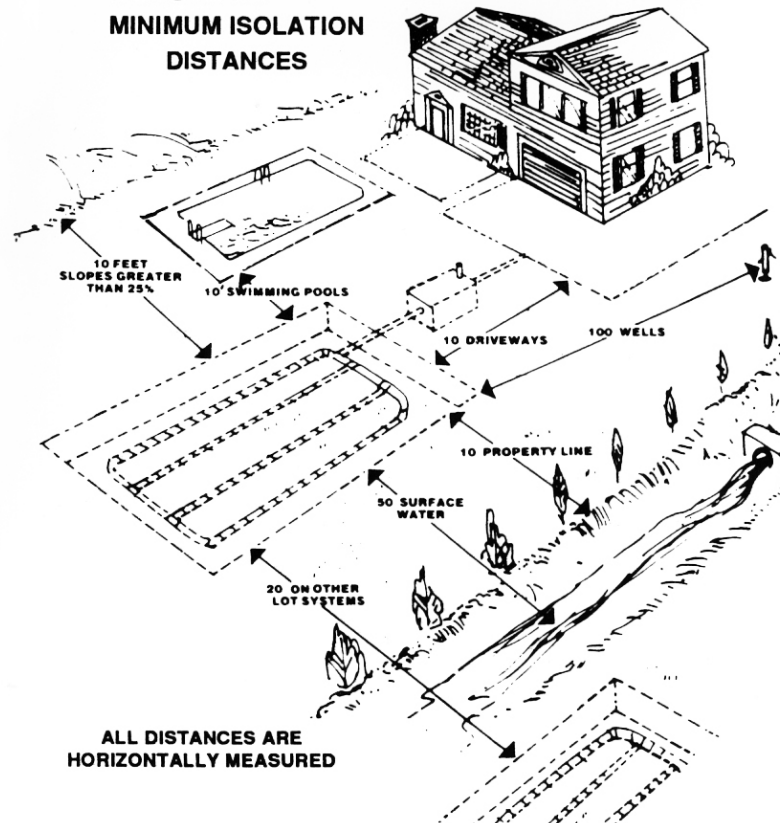 MINIMUM ISOLATION
DISTANCES
10 FEET
SLOPES GREATER
THAN 25%
10' SWIMMING POOLS
10 DRIVEWAYS
100 WELLS
10 PROPERTY LINE
50 SURFACE
WATER
20 ON OTHER
LOT SYSTEMS
ALL DISTANCES ARE
HORIZONTALLY MEASURED